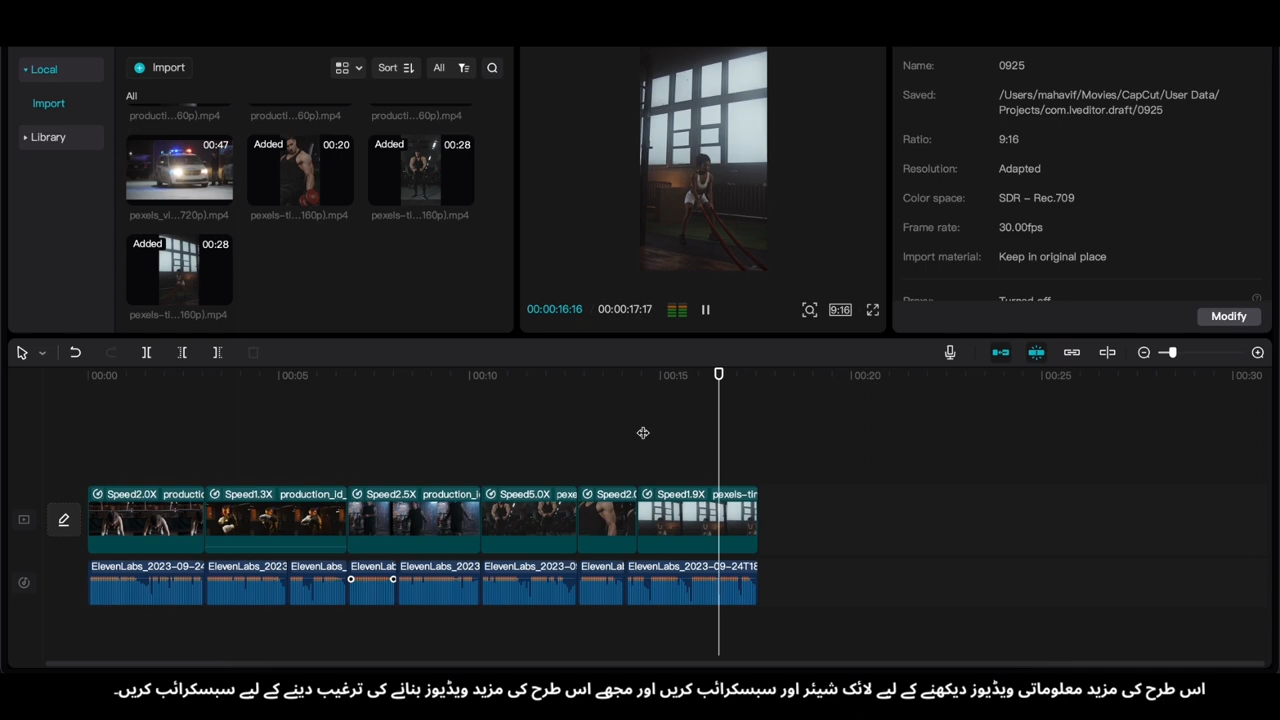 Local
Import
Sort
All
Name:
0925
All
Saved:
/Users/mahavif/Movies/CapCut/User Data/
Projects/com.lveditor.draft/0925
Import
producti...60p).mp4
producti...60p).mp4
producti...60p).mp4
Library
Ratio:
9:16
00:47
Added
00:20
Added
00:28
Resolution:
Adapted
Color space:
SDR – Rec.709
pexels_vi...720p).mp4
pexels-ti...160p).mp4
pexels-ti...160p).mp4
Frame rate:
30.00fps
Added
00:28
Import material:
Keep in original place
pexels-ti...160p).mp4
00:00:16:16 / 00:00:17:17
9:16
Modify
00:00
00:05
00:10
00:15
00:20
00:25
00:30
Speed2.0X
Speed1.3X production_id_
Speed2.5X
Speed5.0X
Speed1.9X
ElevenLabs_2023-09-24
ElevenLabs_2023
ElevenLabs_
ElevenLab
ElevenLabs_2023
ElevenLabs_2023-0
ElevenLabs_2023-09-24T18
اس طرح کی مزید معلوماتی ویڈیوز دیکھنے کے لیے لائک شیئر اور سبسکرائب کریں اور مجھے اس طرح کی مزید ویڈیوز بنانے کی ترغیب دینے کے لیے سبسکرائب کریں۔